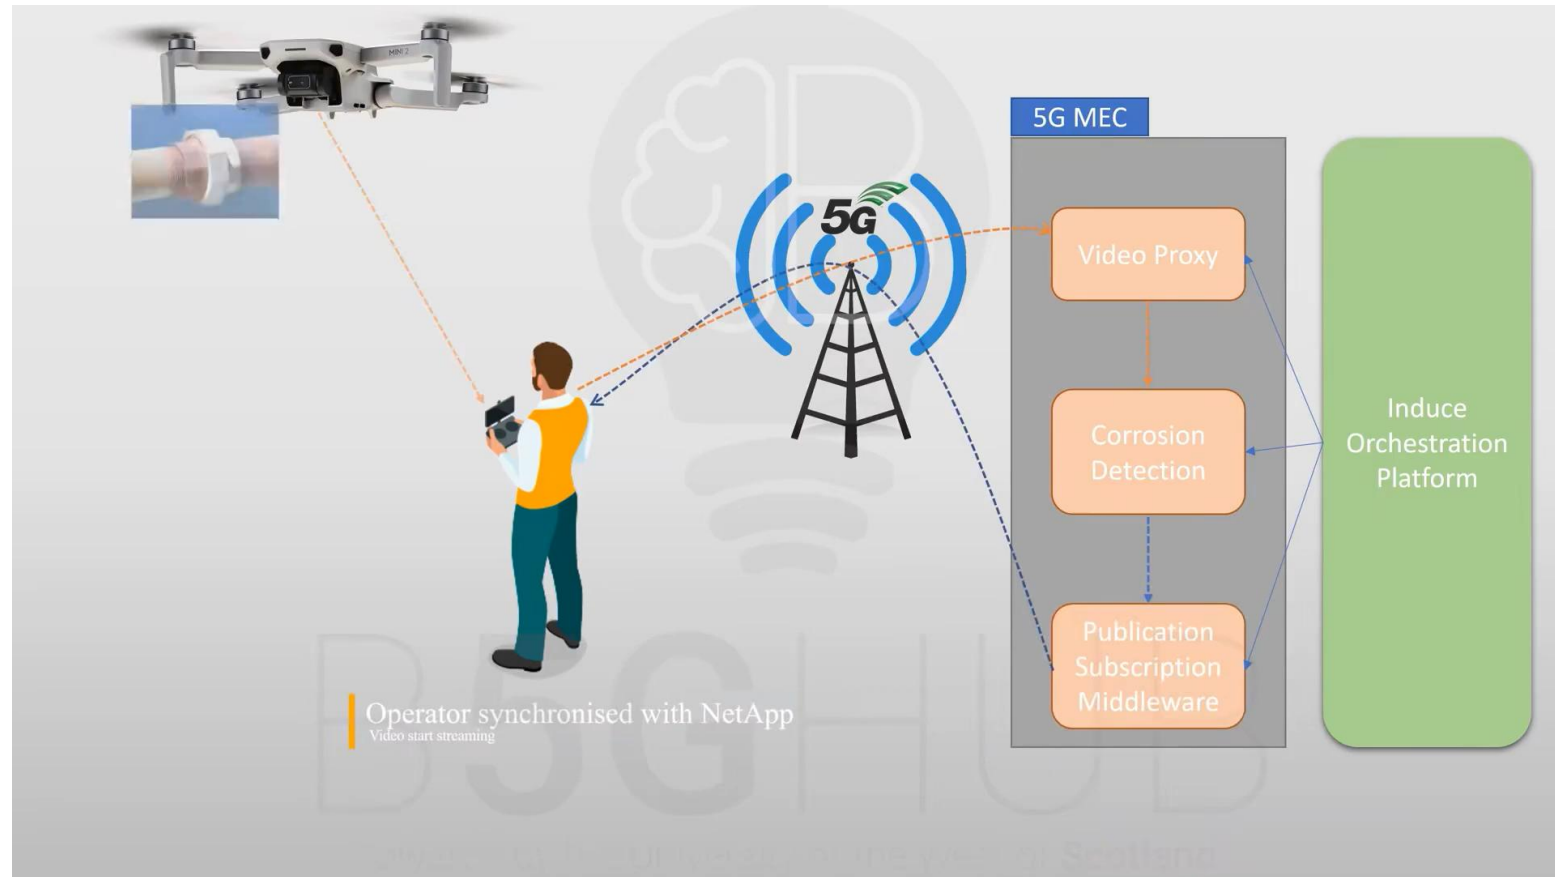 MINI 2
5G MEC
5G
Video Proxy
Corrosion
Detection
Induce
Orchestration
Platform
Publication
Subscription
Middleware
Operator synchronised with NetApp
Video start streaming
B5GHUB
Scotland